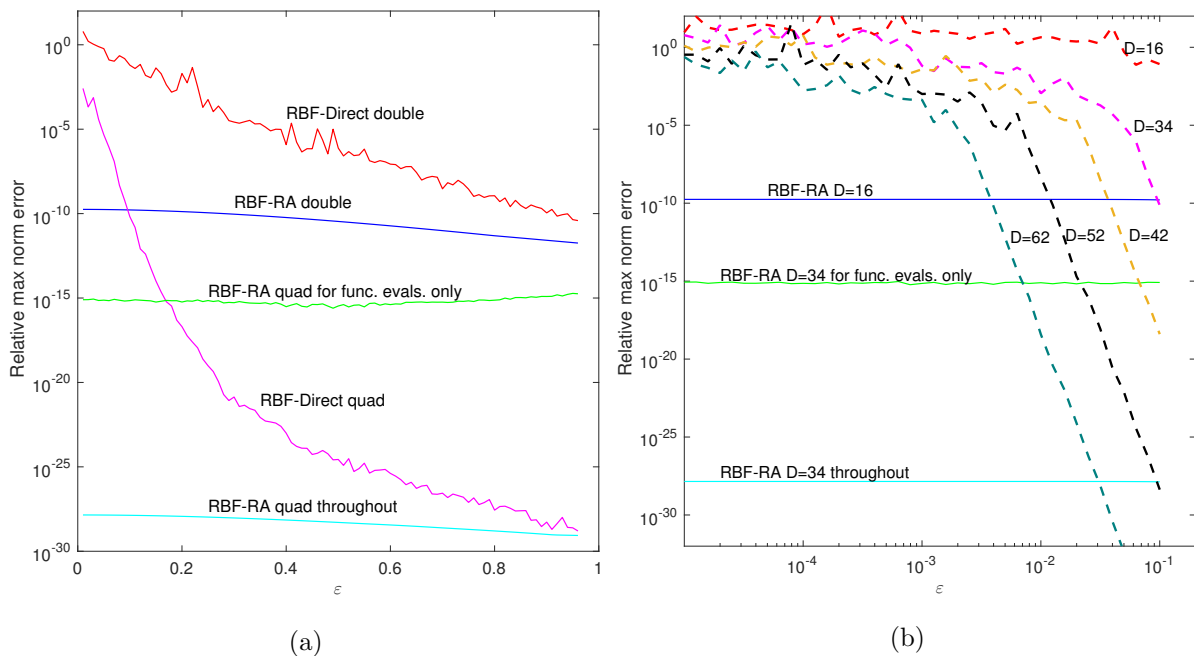 Relative max norm error
10^0
10^-5
10^-10
10^-15
10^-20
10^-25
10^-30
RBF-Direct double
RBF-RA double
RBF-RA quad for func. evals. only
RBF-Direct quad
RBF-RA quad throughout
0 0.2 0.4 0.6 0.8 1
ε
(a)
Relative max norm error
10^0
10^-5
10^-10
10^-15
10^-20
10^-25
10^-30
D=16
D=34
RBF-RA D=16
D=62 D=52 D=42
RBF-RA D=34 for func. evals. only
RBF-RA D=34 throughout
10^-4 10^-3 10^-2 10^-1
ε
(b)